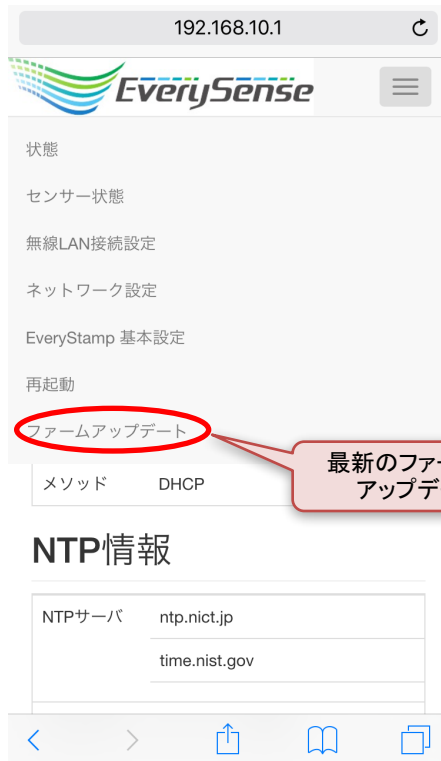 192.168.10.1
EverySense
状態
センサー状態
無線LAN接続設定
ネットワーク設定
EveryStamp 基本設定
再起動
ファームアップデート
最新のファー
アップデ
メソッド DHCP
NTP情報
NTPサーバ ntp.nict.jp
time.nist.gov